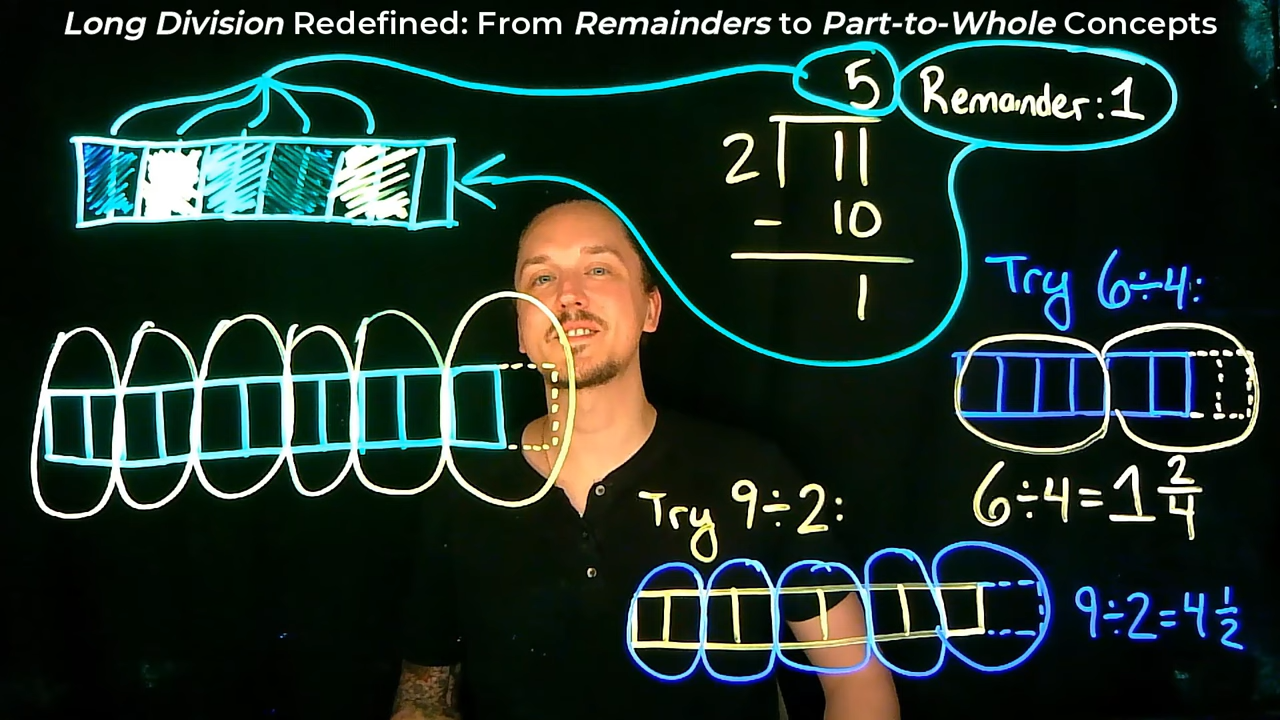 Long Division Redefined: From Remainders to Part-to-Whole Concepts
5 Remainder: 1
2 11
- 10
1
Try 6÷4:
6÷4=1 2/4
Try 9÷2:
9÷2=4 1/2